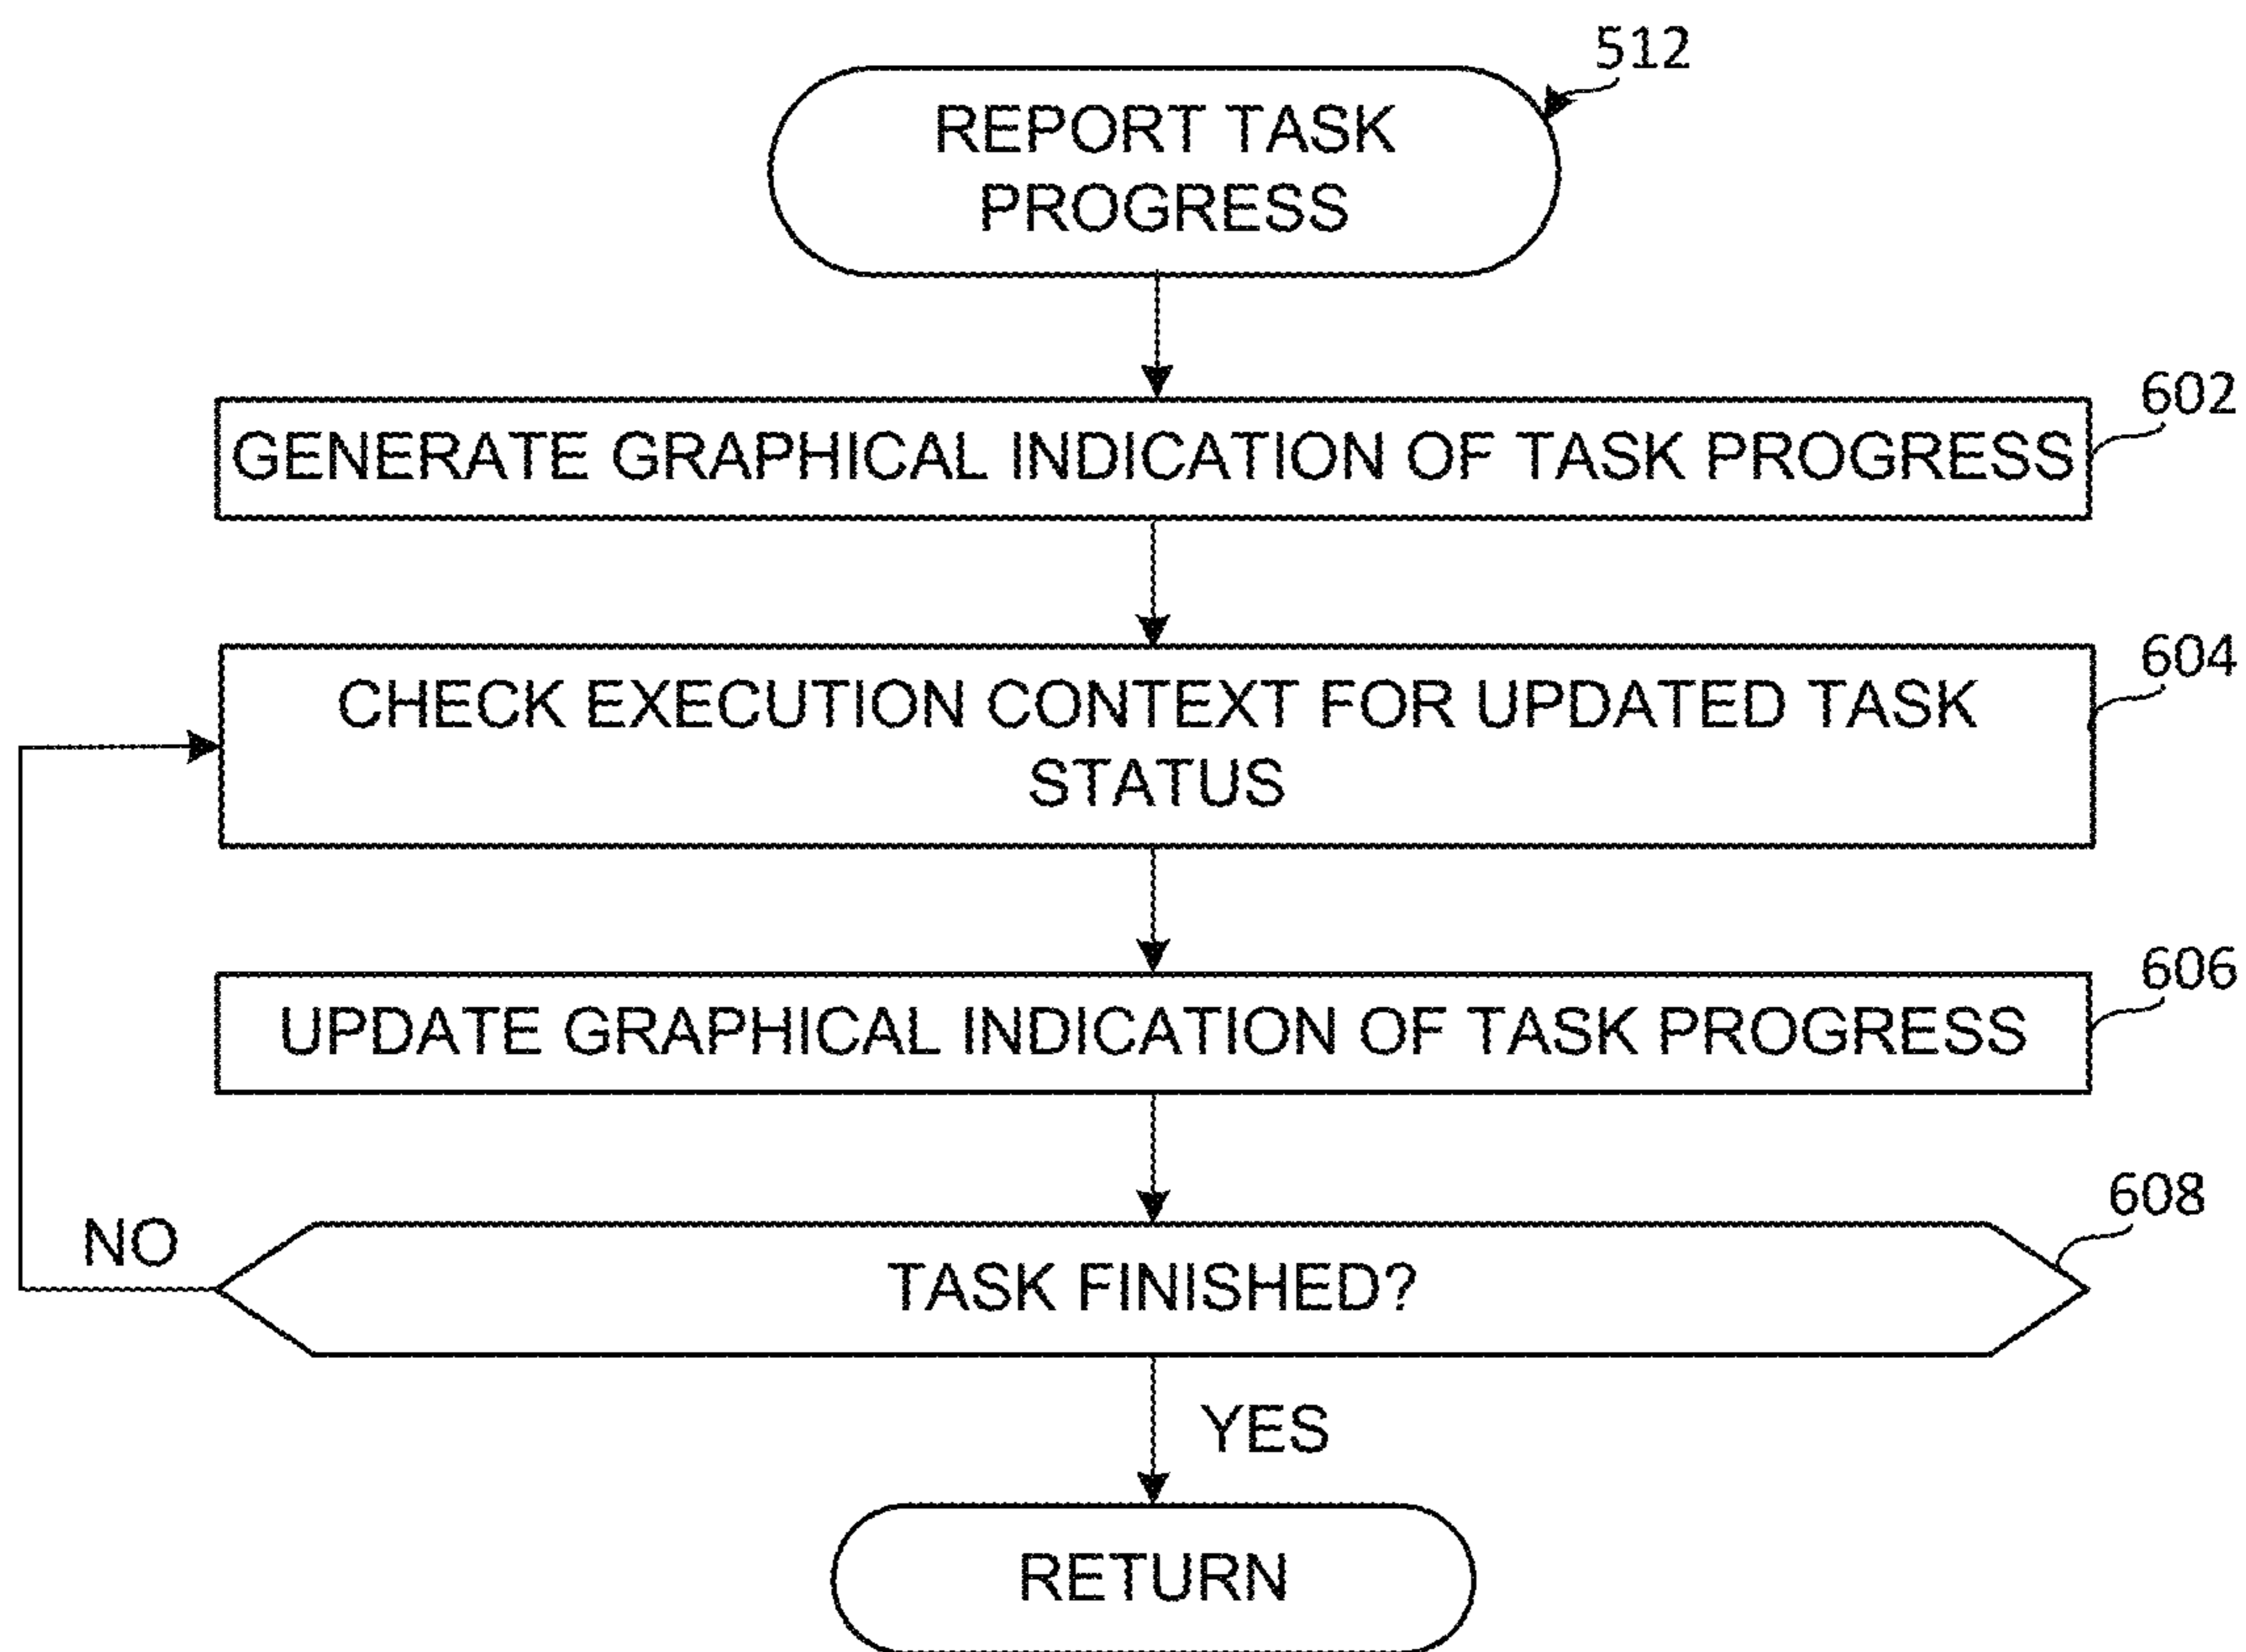 512
REPORT TASK
PROGRESS
602
GENERATE GRAPHICAL INDICATION OF TASK PROGRESS
604
CHECK EXECUTION CONTEXT FOR UPDATED TASK
STATUS
606
UPDATE GRAPHICAL INDICATION OF TASK PROGRESS
608
NO
TASK FINISHED?
YES
RETURN